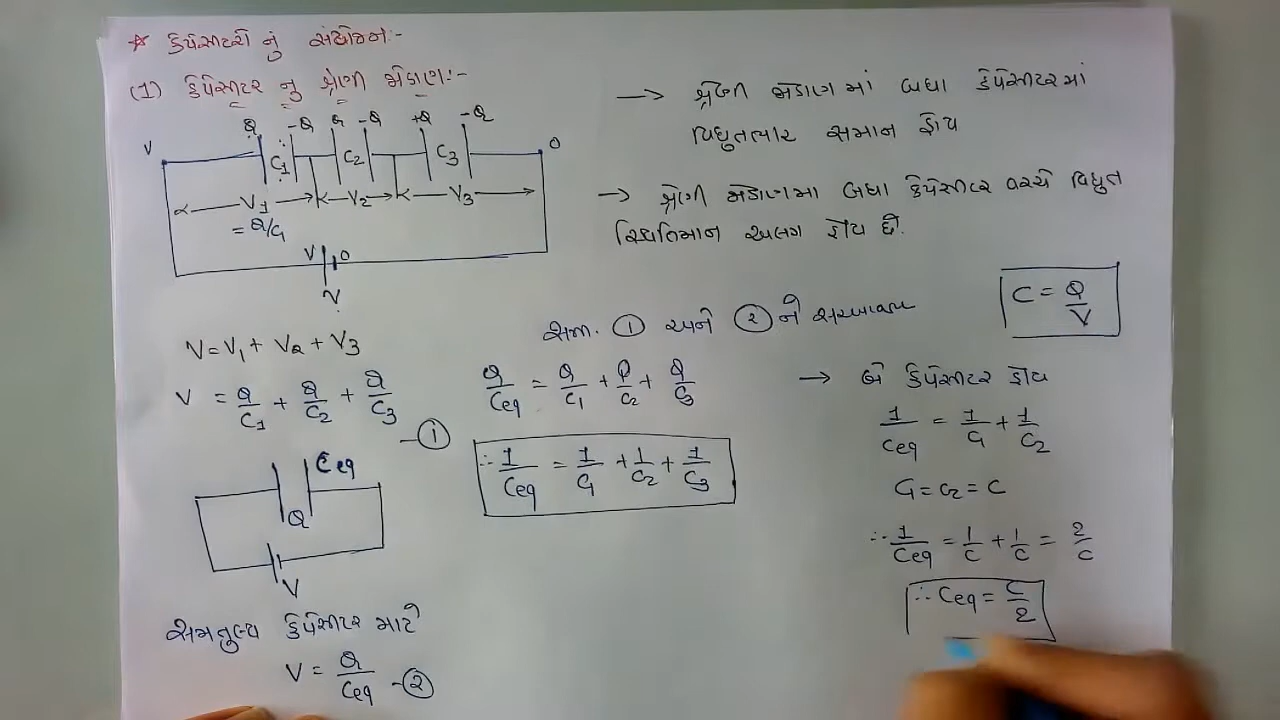 * કેપેસીટરો નું સંયોજન:-
(1) કેપેસીટર નુ શ્રેણી જોડાણ:-
Q -Q Q -Q +Q -Q
V C₁ C₂ C₃ 0
V₁ V₂ V₃
= Q/C₁
V 0
V
V = V₁ + V₂ + V₃
V = Q/C₁ + Q/C₂ + Q/C₃ - ①
Ceq
Q
V
સમતુલ્ય કેપેસીટર માટે
V = Q/Ceq - ②
→ શ્રેણી જોડાણ માં બધા કેપેસીટરમાં
વિદ્યુતભાર સમાન હોય
→ શ્રેણી જોડાણમા બધા કેપેસીટર વચ્ચે વિદ્યુત
સ્થિતિમાન અલગ હોય છે.
સમી. ① અને ② ને સરખાવતા
Q/Ceq = Q/C₁ + Q/C₂ + Q/C₃
∴ 1/Ceq = 1/C₁ + 1/C₂ + 1/C₃
C = Q/V
→ બે કેપેસીટર હોય
1/Ceq = 1/C₁ + 1/C₂
C₁ = C₂ = C
∴ 1/Ceq = 1/C + 1/C = 2/C
∴ Ceq = C/2